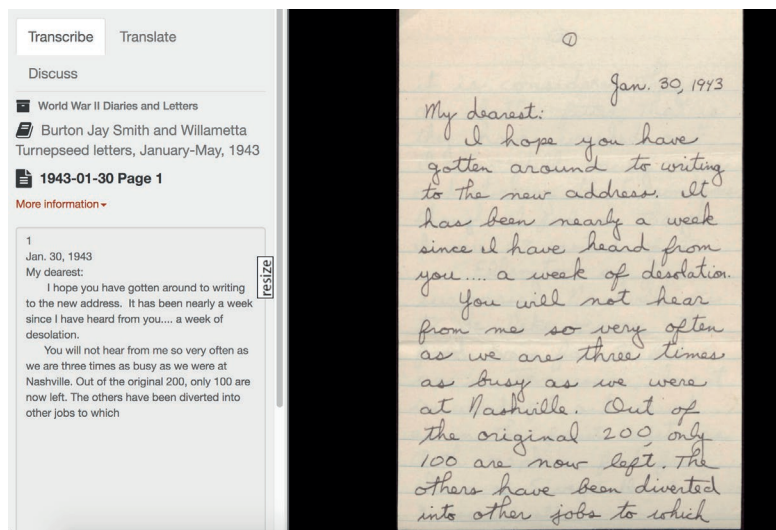 Transcribe Translate
Discuss
World War II Diaries and Letters
Burton Jay Smith and Willametta
Turnepseed letters, January-May, 1943
1943-01-30 Page 1
More information
1
Jan. 30, 1943
My dearest:
I hope you have gotten around to writing
to the new address. It has been nearly a week
since I have heard from you.... a week of
desolation.
You will not hear from me so very often as
we are three times as busy as we were at
Nashville. Out of the original 200, only 100 are
now left. The others have been diverted into
other jobs to which
resize
1
Jan. 30, 1943
My dearest:
I hope you have
gotten around to writing
to the new address. It
has been nearly a week
since I have heard from
you.... a week of desolation.
You will not hear
from me so very often
as we are three times
as busy as we were
at Nashville. Out of
the original 200, only
100 are now left. The
others have been diverted
into other jobs to which